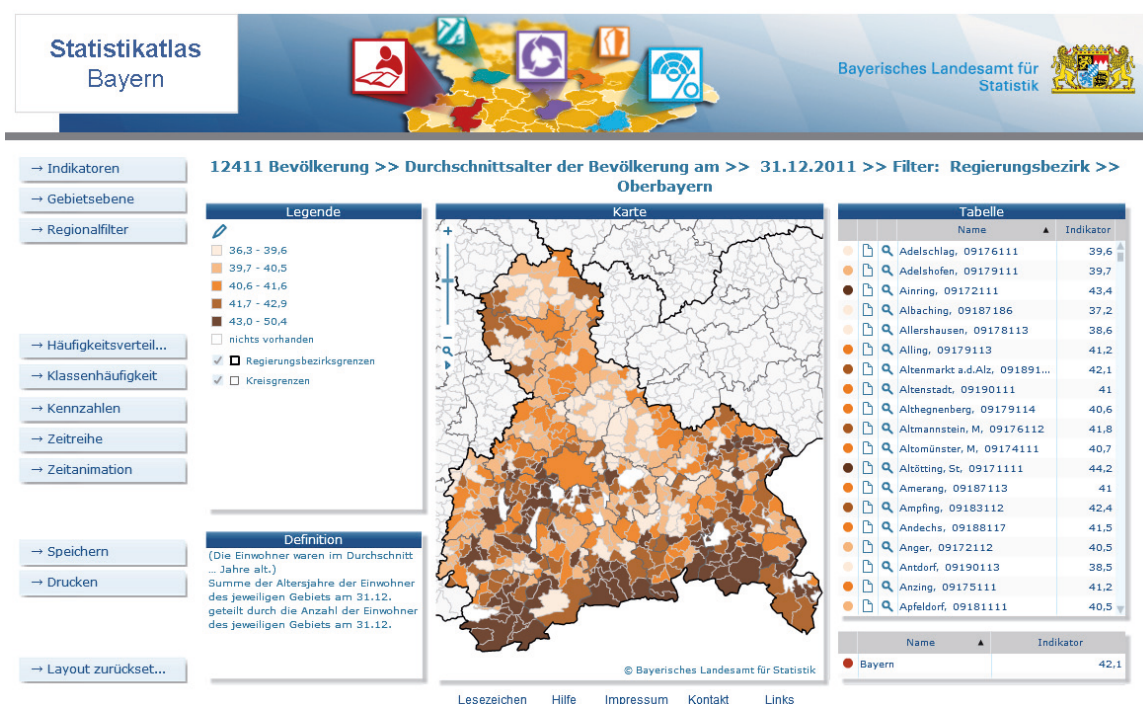 Statistikatlas
Bayern
Bayerisches Landesamt für
Statistik
→ Indikatoren
→ Gebietsebene
→ Regionalfilter
→ Häufigkeitsverteil...
→ Klassenhäufigkeit
→ Kennzahlen
→ Zeitreihe
→ Zeitanimation
→ Speichern
→ Drucken
→ Layout zurückset...
12411 Bevölkerung >> Durchschnittsalter der Bevölkerung am >> 31.12.2011 >> Filter: Regierungsbezirk >>
Oberbayern
Legende
36,3 - 39,6
39,7 - 40,5
40,6 - 41,6
41,7 - 42,9
43,0 - 50,4
nichts vorhanden
Regierungsbezirksgrenzen
Kreisgrenzen
Definition
(Die Einwohner waren im Durchschnitt
... Jahre alt.)
Summe der Altersjahre der Einwohner
des jeweiligen Gebiets am 31.12.
geteilt durch die Anzahl der Einwohner
des jeweiligen Gebiets am 31.12.
Karte
© Bayerisches Landesamt für Statistik
Tabelle
Name ▲ Indikator
Adelschlag, 09176111 39,6
Adelshofen, 09179111 39,7
Ainring, 09172111 43,4
Albaching, 09187186 37,2
Allershausen, 09178113 38,6
Alling, 09179113 41,2
Altenmarkt a.d.Alz, 091891... 42,1
Altenstadt, 09190111 41
Althegnenberg, 09179114 40,6
Altmannstein, M, 09176112 41,8
Altomünster, M, 09174111 40,7
Altötting, St, 09171111 44,2
Amerang, 09187113 41
Ampfing, 09183112 42,4
Andechs, 09188117 41,5
Anger, 09172112 40,5
Antdorf, 09190113 38,5
Anzing, 09175111 41,2
Apfeldorf, 09181111 40,5
Name ▲ Indikator
Bayern 42,1
Lesezeichen Hilfe Impressum Kontakt Links